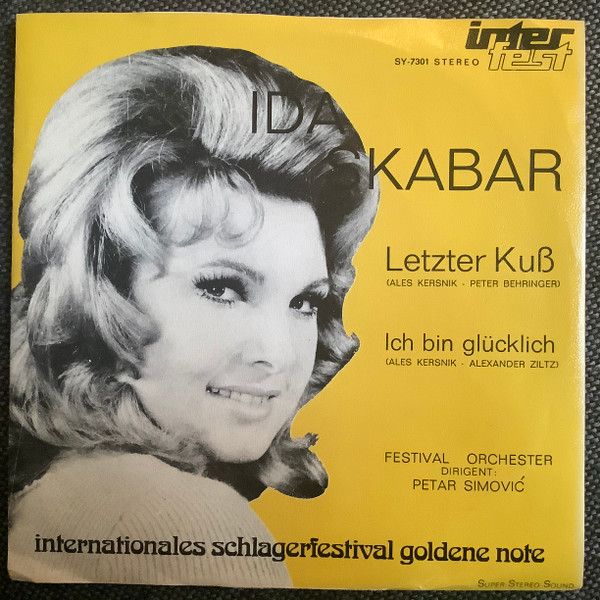 inter
fest
SY-7301 STEREO
IDA
ŠKABAR
Letzter Kuß
(ALES KERSNIK - PETER BEHRINGER)
Ich bin glücklich
(ALES KERSNIK - ALEXANDER ZILTZ)
FESTIVAL ORCHESTER
DIRIGENT:
PETAR SIMOVIĆ
internationales schlagerfestival goldene note
SUPER STEREO SOUND